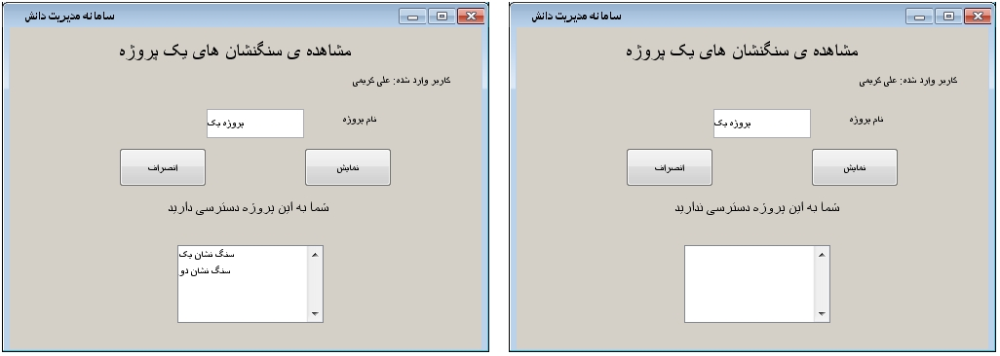 سامانه مدیریت دانش
مشاهده ی سنگنشان های یک پروژه
کاربر وارد شده: علی کریمی
نام پروژه
پروژه یک
نمایش
انصراف
شما به این پروژه دسترسی دارید
سنگ نشان یک
سنگ نشان دو
سامانه مدیریت دانش
مشاهده ی سنگنشان های یک پروژه
کاربر وارد شده: علی کریمی
نام پروژه
پروژه یک
نمایش
انصراف
شما به این پروژه دسترسی ندارید